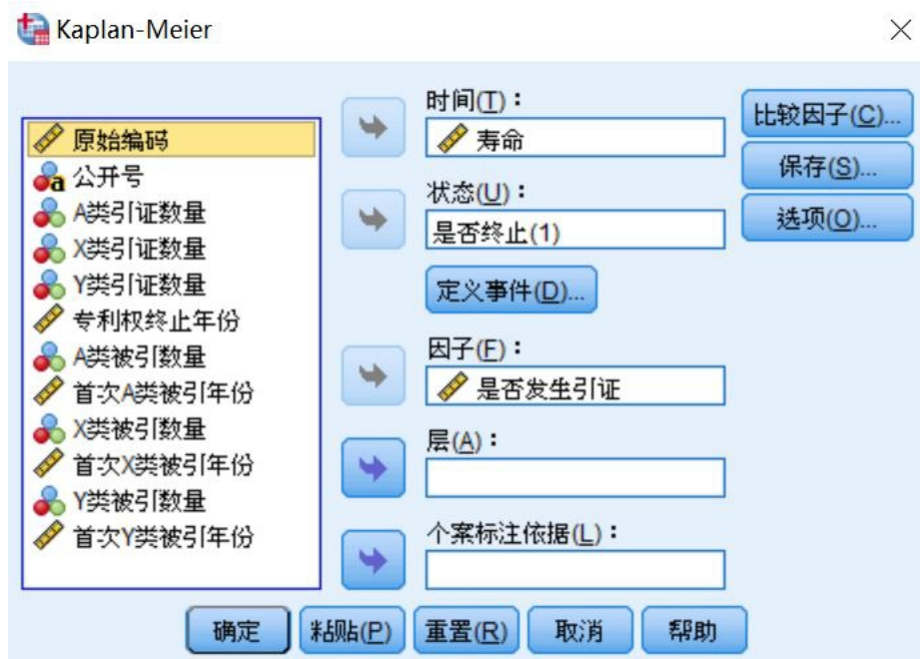 Kaplan-Meier
原始编码
公开号
A类引证数量
X类引证数量
Y类引证数量
专利权终止年份
A类被引数量
首次A类被引年份
X类被引数量
首次X类被引年份
Y类被引数量
首次Y类被引年份
时间(T)：
寿命
状态(U)：
是否终止(1)
定义事件(D)...
因子(F)：
是否发生引证
层(A)：
个案标注依据(L)：
比较因子(C)...
保存(S)...
选项(O)...
确定
粘贴(P)
重置(R)
取消
帮助